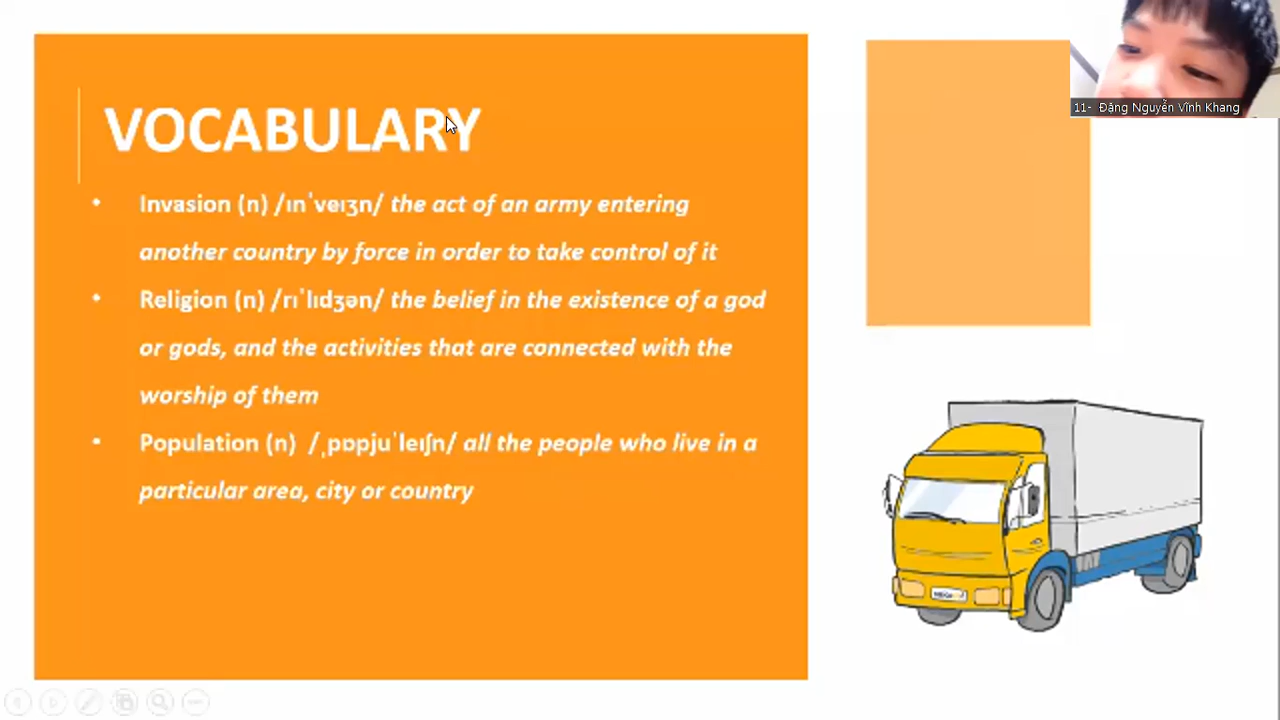 11- Đặng Nguyễn Vĩnh Khang
VOCABULARY
• Invasion (n) /ɪnˈveɪʒn/ the act of an army entering
another country by force in order to take control of it
• Religion (n) /rɪˈlɪdʒən/ the belief in the existence of a god
or gods, and the activities that are connected with the
worship of them
• Population (n) /ˌpɒpjuˈleɪʃn/ all the people who live in a
particular area, city or country